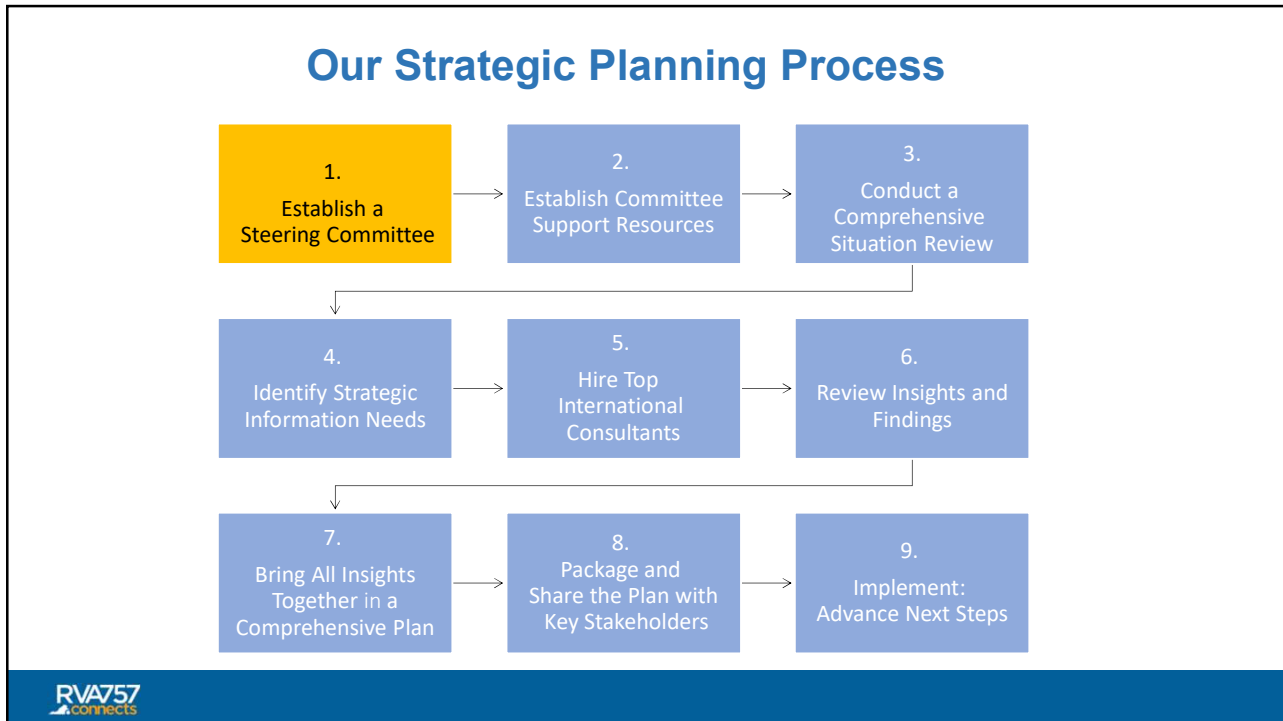 Our Strategic Planning Process
1.
Establish a
Steering Committee
2.
Establish Committee
Support Resources
3.
Conduct a
Comprehensive
Situation Review
4.
Identify Strategic
Information Needs
5.
Hire Top
International
Consultants
6.
Review Insights and
Findings
7.
Bring All Insights
Together in a
Comprehensive Plan
8.
Package and
Share the Plan with
Key Stakeholders
9.
Implement:
Advance Next Steps
RVA757
connects